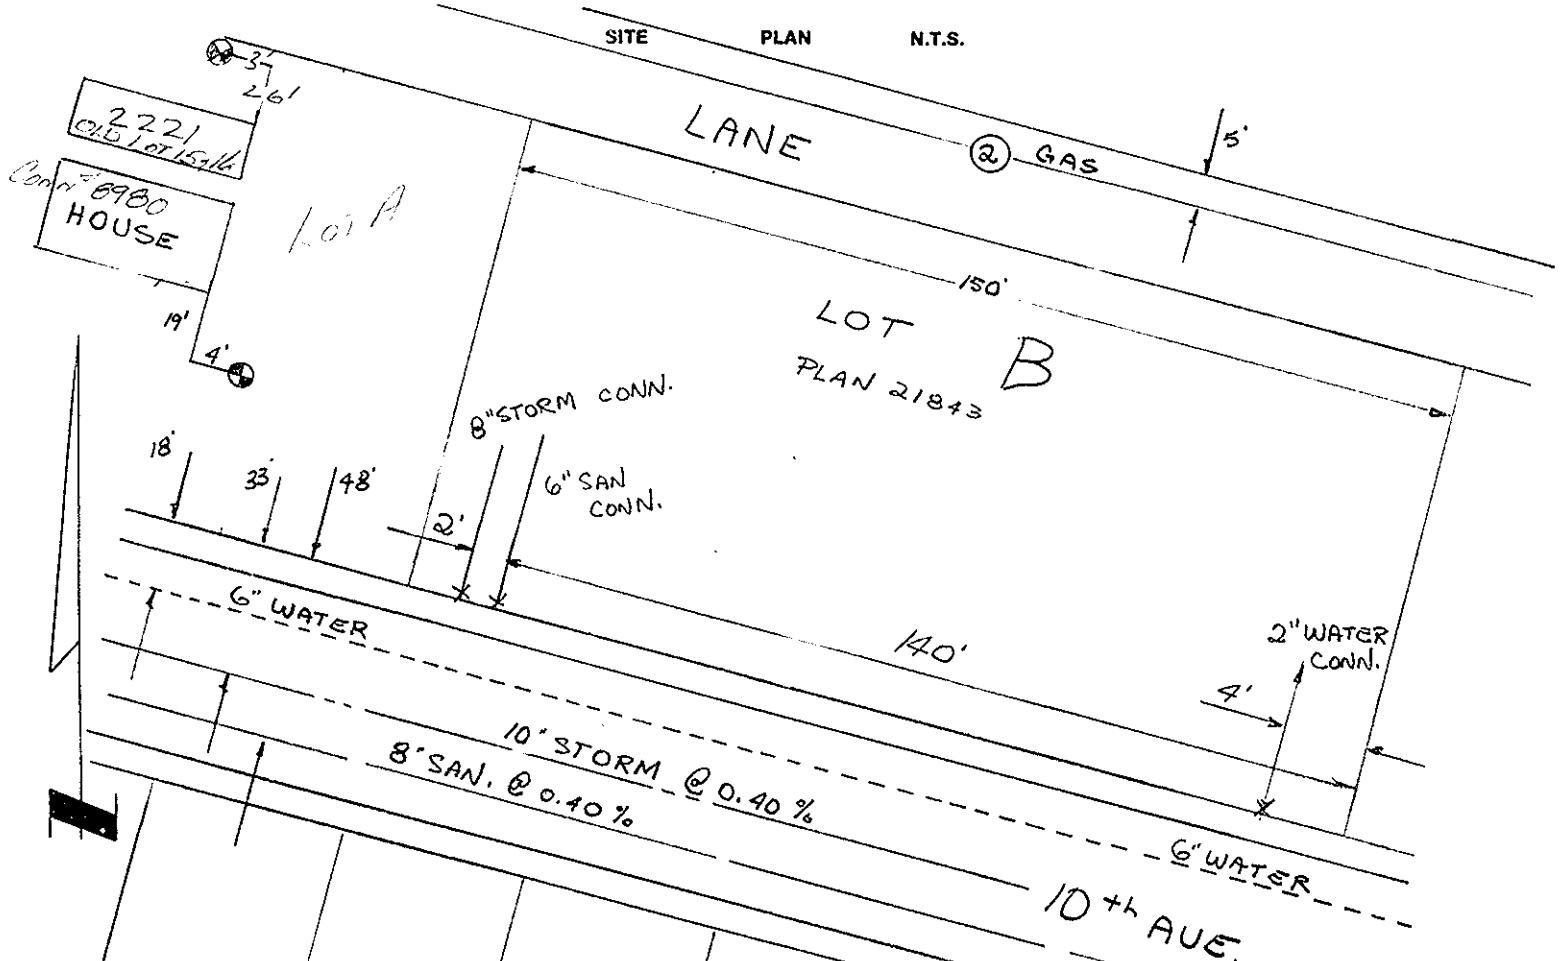 SITE PLAN N.T.S.
3'
26'
2221
OLD LOT 15 & 16
Conn # 6980
HOUSE
LOT A
LANE
2 GAS
5'
150'
LOT B
PLAN 21843
19'
4'
8" STORM CONN.
6" SAN
CONN.
18'
33'
48'
2'
6" WATER
140'
2" WATER
CONN.
4'
10" STORM @ 0.40 %
8" SAN. @ 0.40 %
6" WATER
10th AVE.